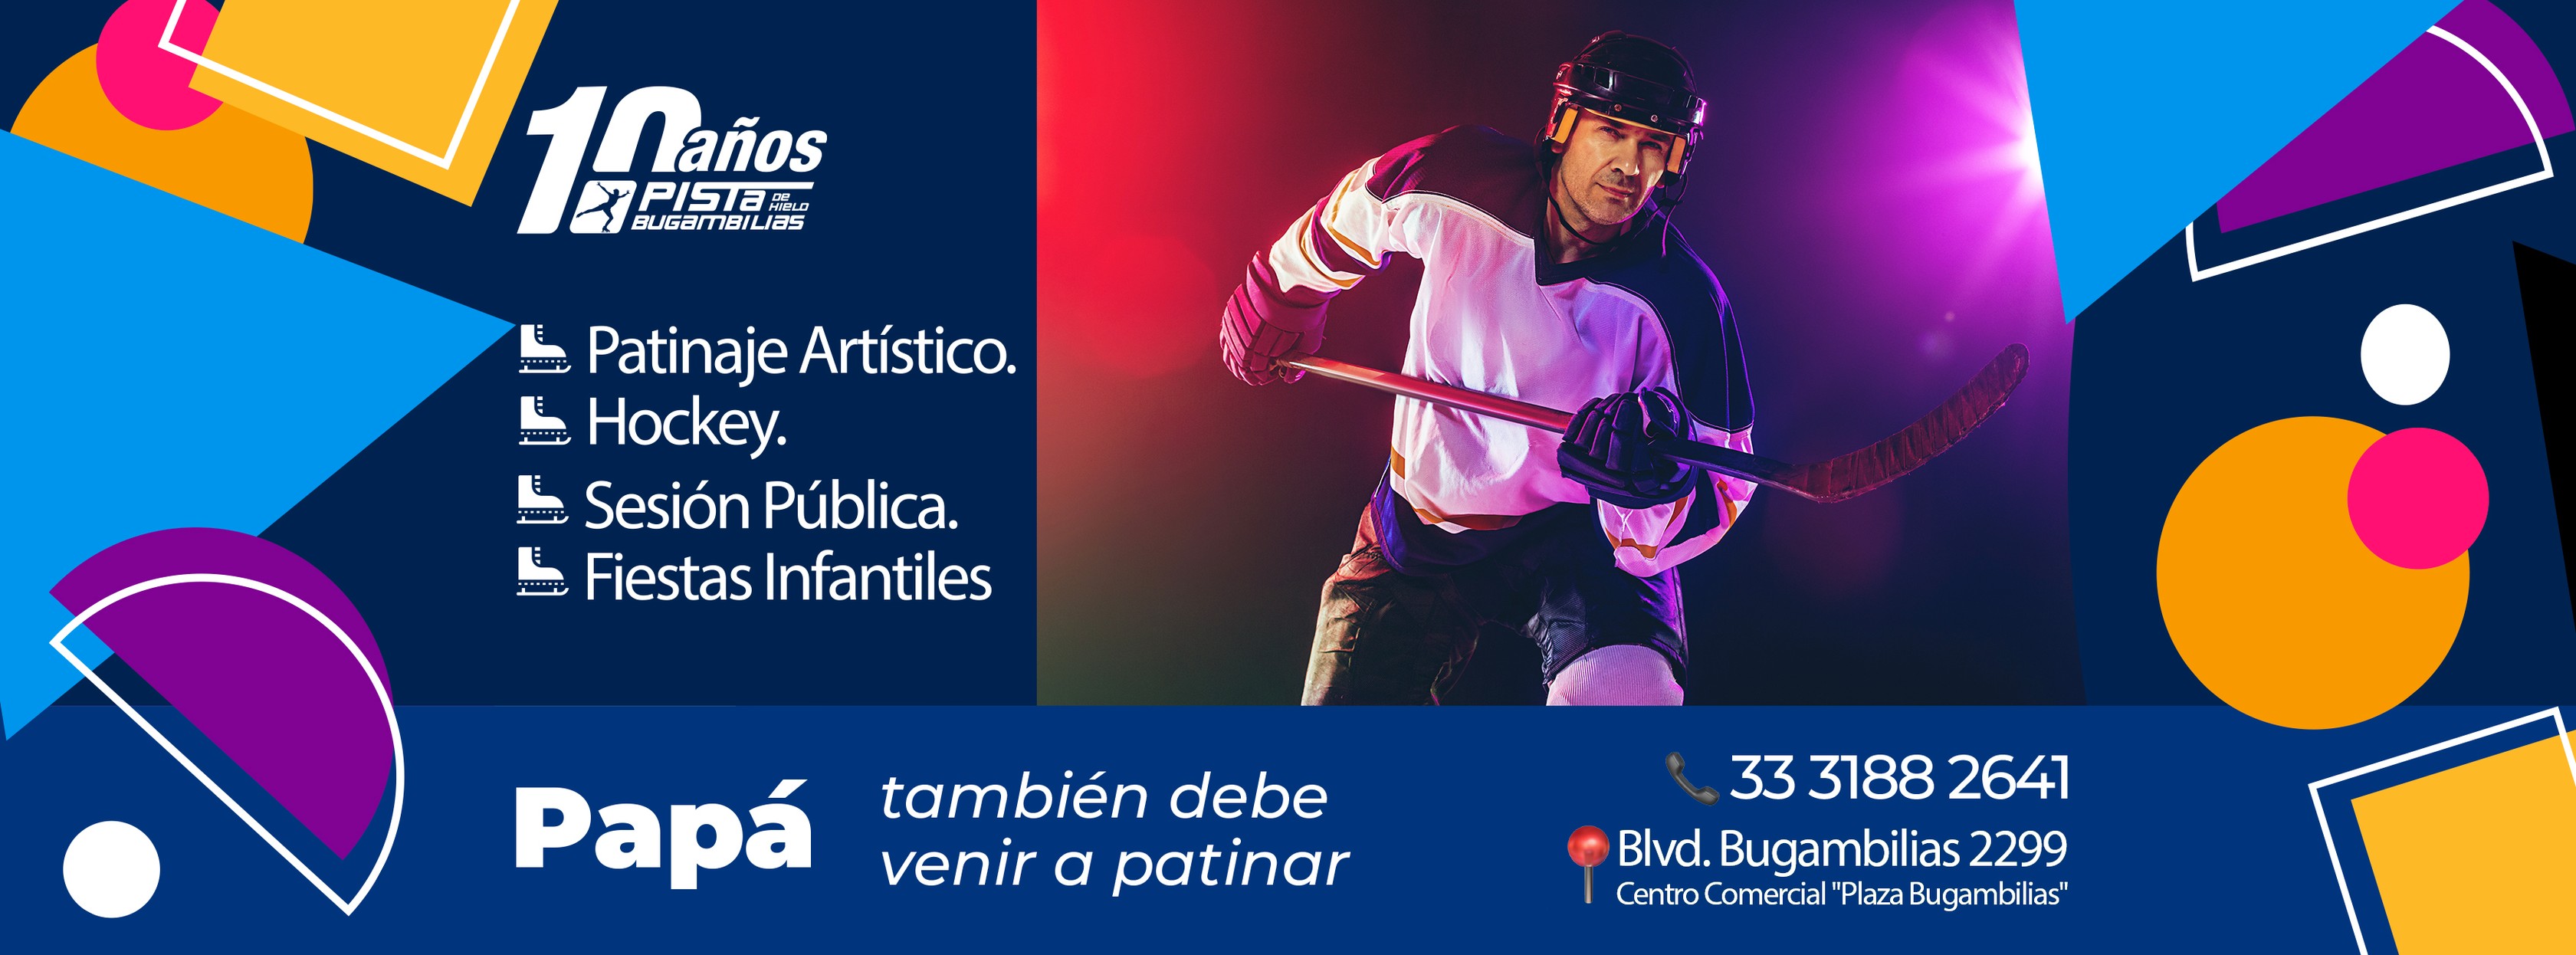 10 años
PISTa DE HIELO
BUGamBILIas
Patinaje Artístico.
Hockey.
Sesión Pública.
Fiestas Infantiles
Papá
también debe
venir a patinar
33 3188 2641
Blvd. Bugambilias 2299
Centro Comercial "Plaza Bugambilias"